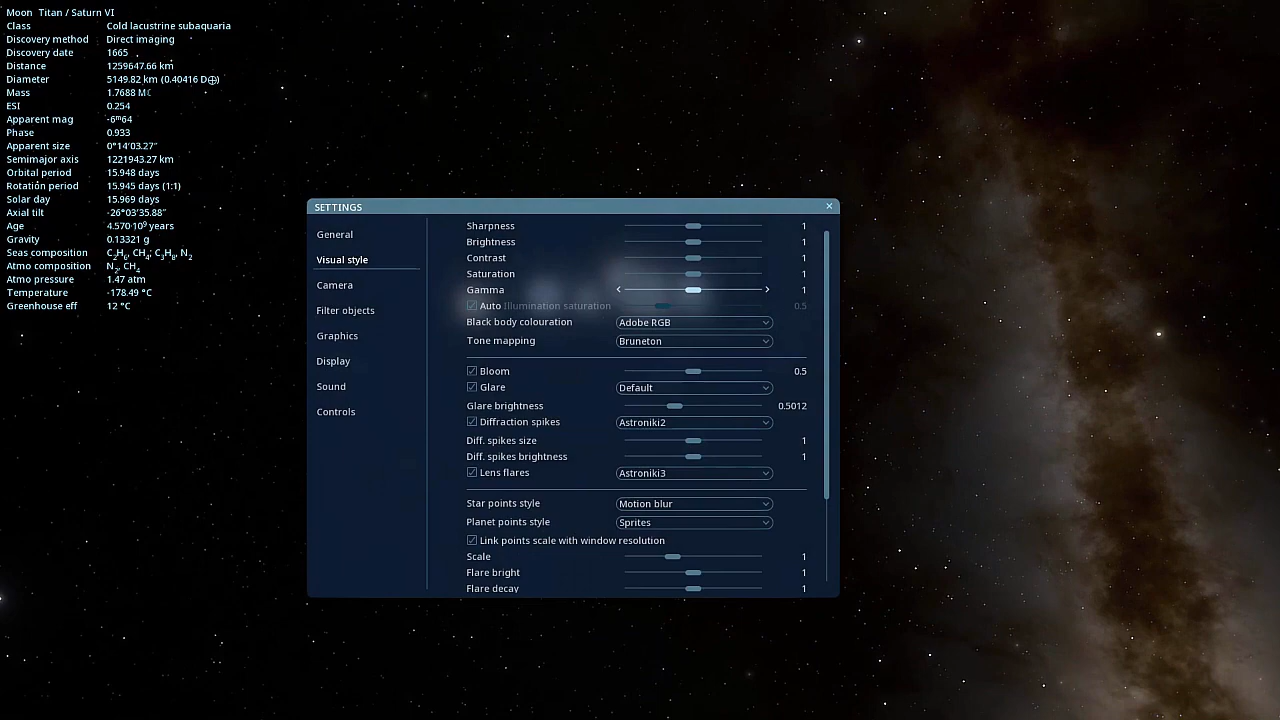 Moon Titan / Saturn VI
Class Cold lacustrine subaquaria
Discovery method Direct imaging
Discovery date 1665
Distance 1259647.66 km
Diameter 5149.82 km (0.40416 D⊕)
Mass 1.7688 M☾
ESI 0.254
Apparent mag -6ᵐ64
Phase 0.933
Apparent size 0°14′03.27″
Semimajor axis 1221943.27 km
Orbital period 15.948 days
Rotation period 15.945 days (1:1)
Solar day 15.969 days
Axial tilt -26°03′35.88″
Age 4.570·10⁹ years
Gravity 0.13321 g
Seas composition C₂H₆, CH₄, C₃H₈, N₂
Atmo composition N₂, CH₄
Atmo pressure 1.47 atm
Temperature -178.49 °C
Greenhouse eff 12 °C
SETTINGS
General
Visual style
Camera
Filter objects
Graphics
Display
Sound
Controls
Sharpness 1
Brightness 1
Contrast 1
Saturation 1
Gamma 1
Auto Illumination saturation 0.5
Black body colouration Adobe RGB
Tone mapping Bruneton
Bloom 0.5
Glare Default
Glare brightness 0.5012
Diffraction spikes Astroniki2
Diff. spikes size 1
Diff. spikes brightness 1
Lens flares Astroniki3
Star points style Motion blur
Planet points style Sprites
Link points scale with window resolution
Scale 1
Flare bright 1
Flare decay 1